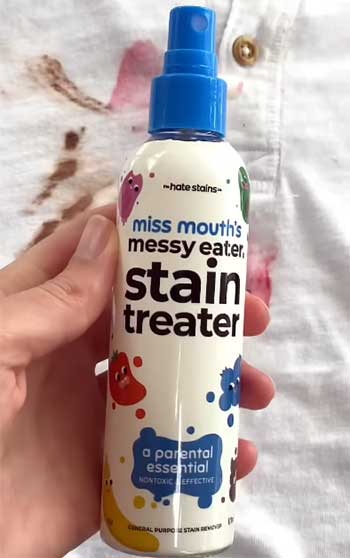 the hate stains co
miss mouth's
messy eater®
stain
treater
a parental
essential
NONTOXIC & EFFECTIVE
GENERAL PURPOSE STAIN REMOVER